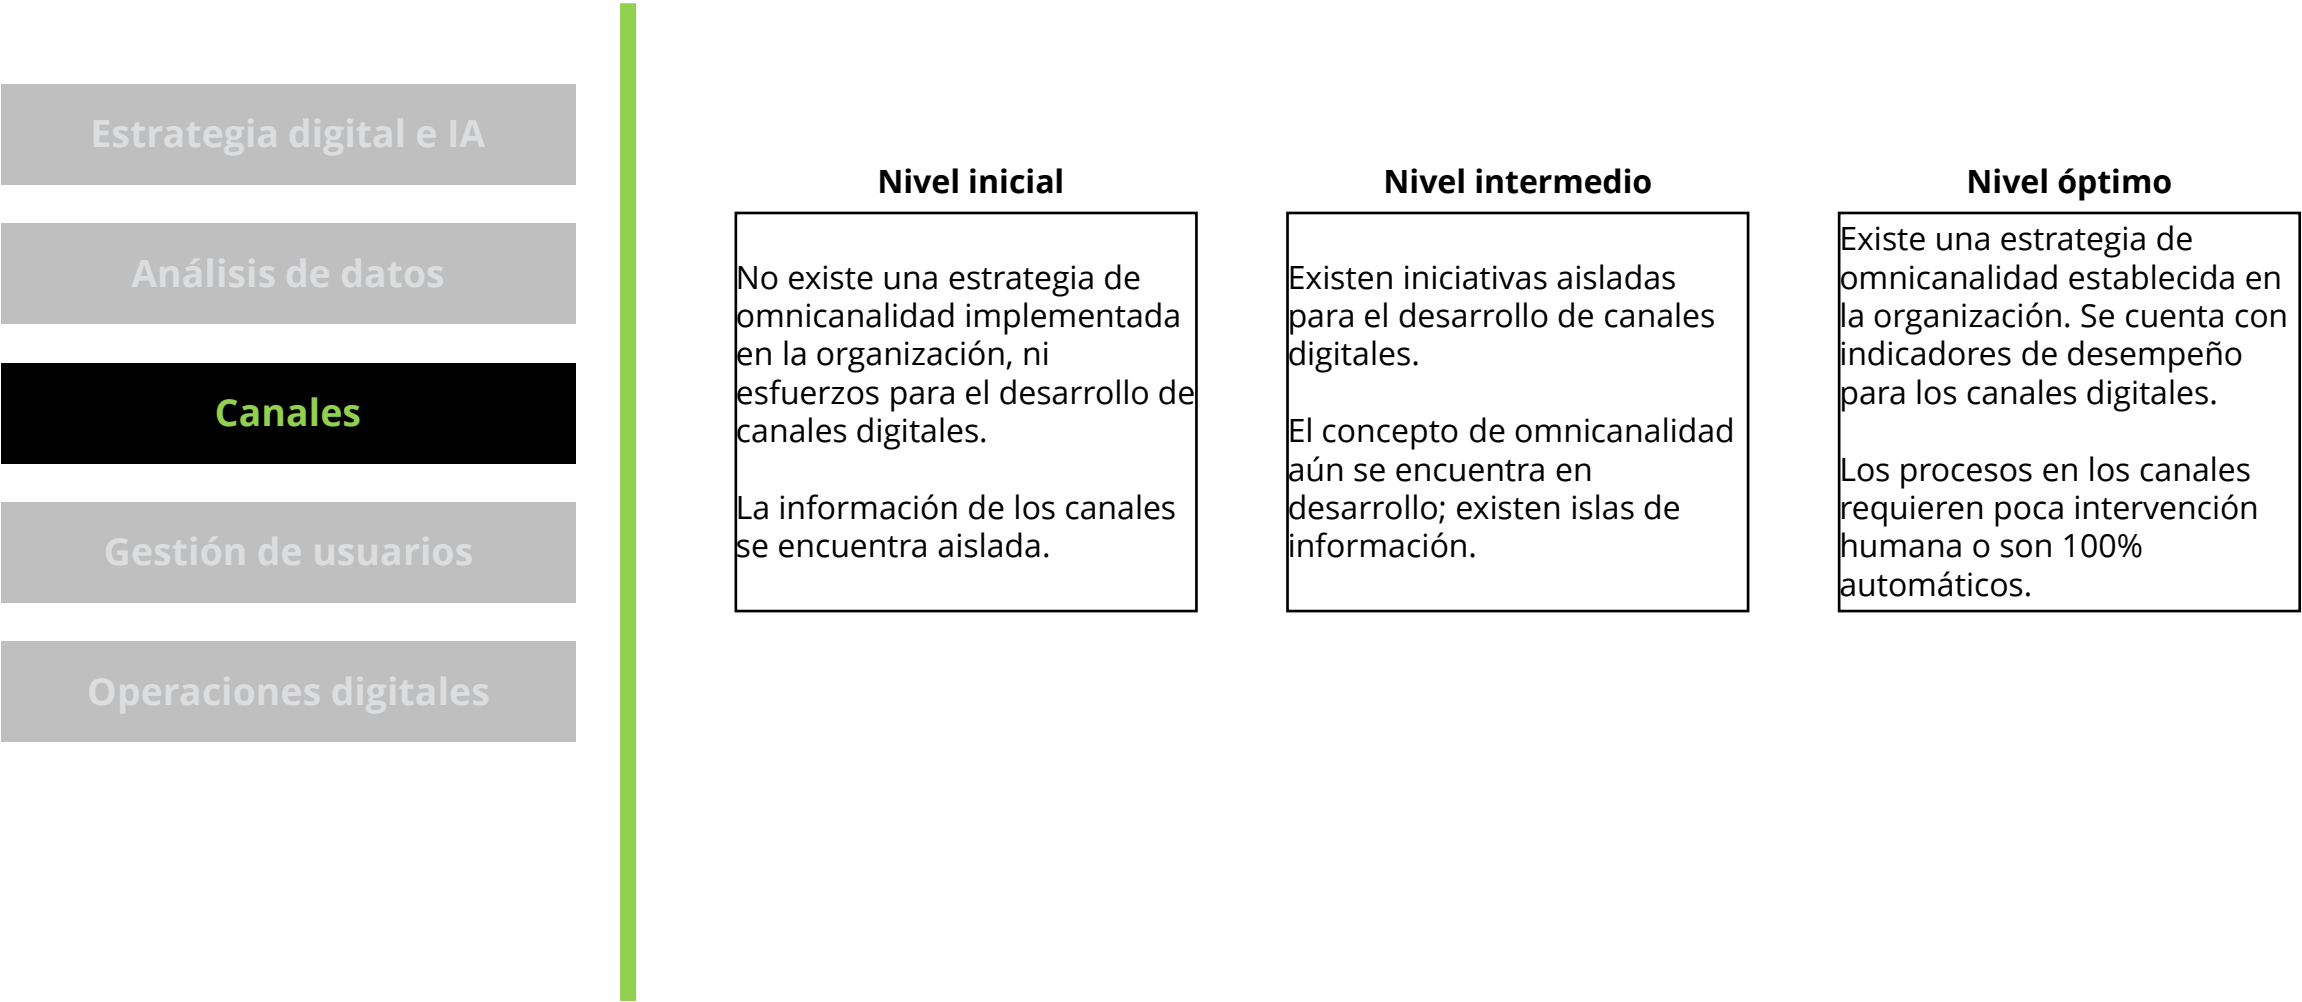 Estrategia digital e IA
Análisis de datos
Canales
Gestión de usuarios
Operaciones digitales
Nivel inicial
No existe una estrategia de
omnicanalidad implementada
en la organización, ni
esfuerzos para el desarrollo de
canales digitales.
La información de los canales
se encuentra aislada.
Nivel intermedio
Existen iniciativas aisladas
para el desarrollo de canales
digitales.
El concepto de omnicanalidad
aún se encuentra en
desarrollo; existen islas de
información.
Nivel óptimo
Existe una estrategia de
omnicanalidad establecida en
la organización. Se cuenta con
indicadores de desempeño
para los canales digitales.
Los procesos en los canales
requieren poca intervención
humana o son 100%
automáticos.